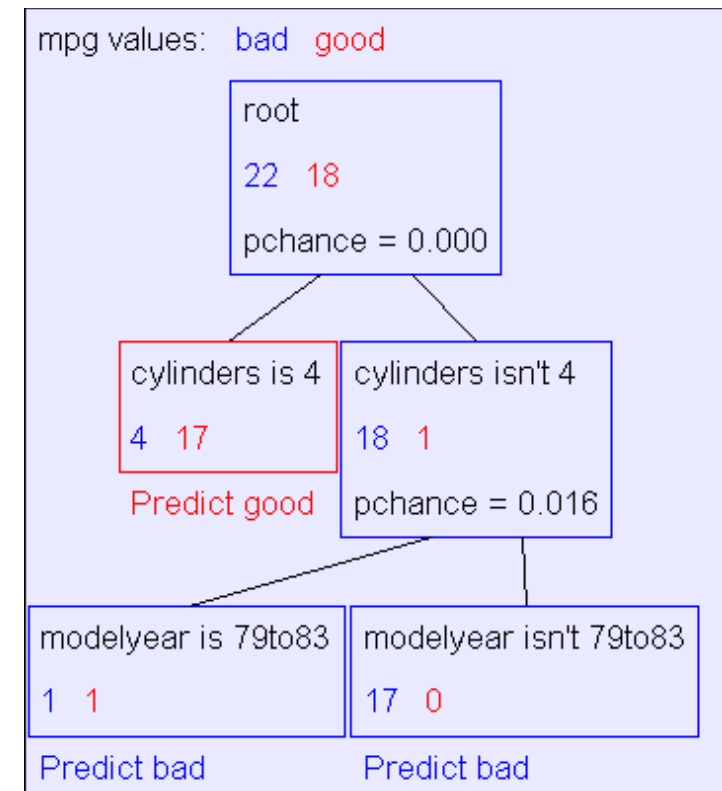 mpg values: bad good
root
22 18
pchance = 0.000
cylinders is 4
4 17
Predict good
cylinders isn't 4
18 1
pchance = 0.016
modelyear is 79to83
1 1
Predict bad
modelyear isn't 79to83
17 0
Predict bad